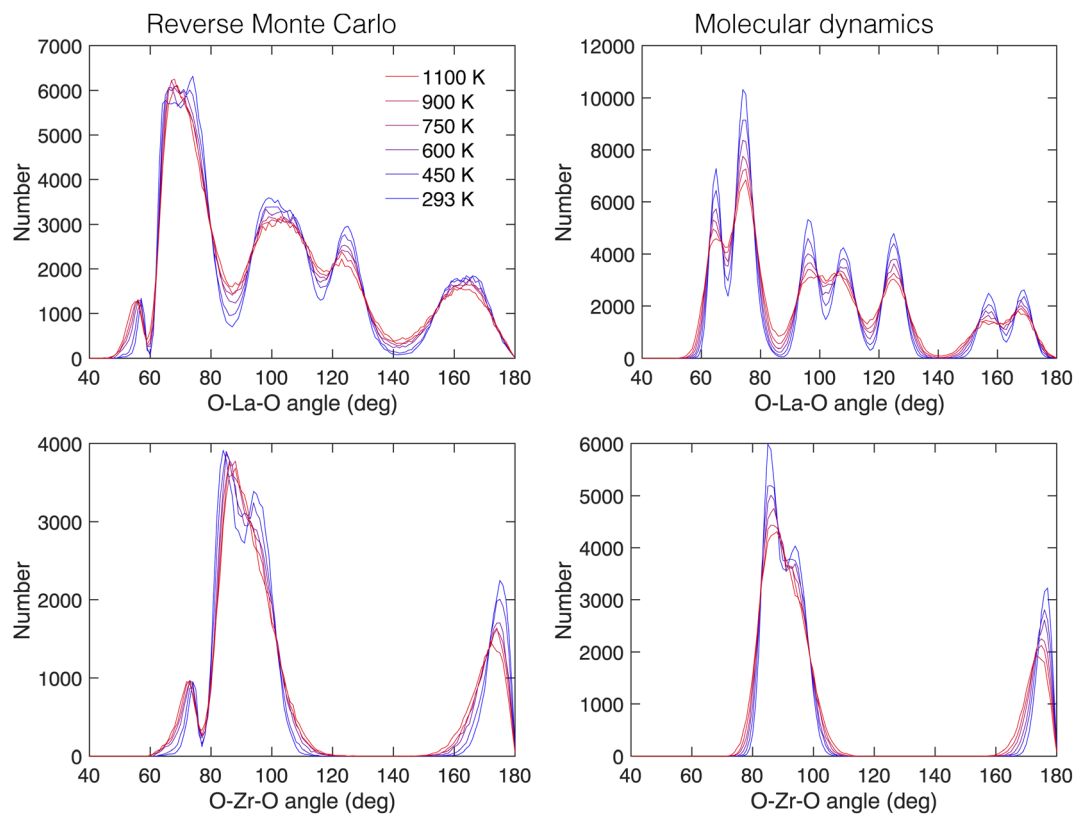 Reverse Monte Carlo
Molecular dynamics
7000
6000
5000
4000
3000
2000
1000
0
Number
1100 K
900 K
750 K
600 K
450 K
293 K
40 60 80 100 120 140 160 180
O-La-O angle (deg)
12000
10000
8000
6000
4000
2000
0
Number
40 60 80 100 120 140 160 180
O-La-O angle (deg)
4000
3000
2000
1000
0
Number
40 60 80 100 120 140 160 180
O-Zr-O angle (deg)
6000
5000
4000
3000
2000
1000
0
Number
40 60 80 100 120 140 160 180
O-Zr-O angle (deg)